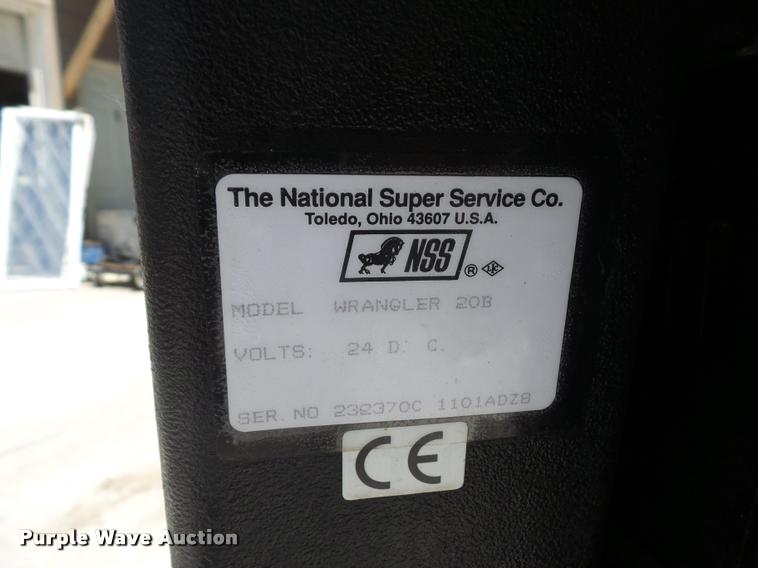 The National Super Service Co.
Toledo, Ohio 43607 U.S.A.
NSS ®
MODEL WRANGLER 20B
VOLTS: 24 D. C.
SER. NO 232370C 1101ADZ8
CE
Purple Wave Auction®